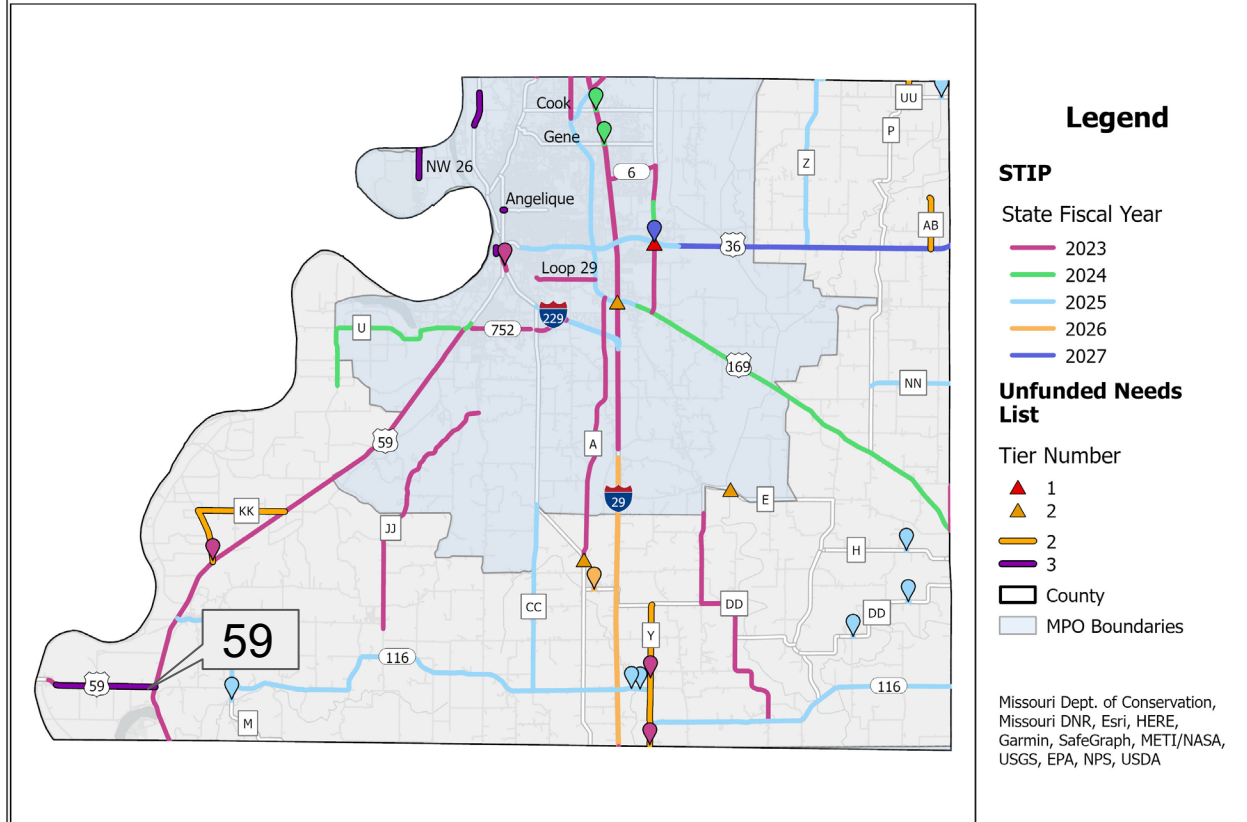 UU
P
Cook
Gene
Z
NW 26
6
Angelique
AB
36
Loop 29
229
U
752
169
NN
59
A
29
E
KK
JJ
H
CC
DD
DD
Y
59
116
59
116
M
Legend
STIP
State Fiscal Year
2023
2024
2025
2026
2027
Unfunded Needs
List
Tier Number
1
2
2
3
County
MPO Boundaries
Missouri Dept. of Conservation,
Missouri DNR, Esri, HERE,
Garmin, SafeGraph, METI/NASA,
USGS, EPA, NPS, USDA